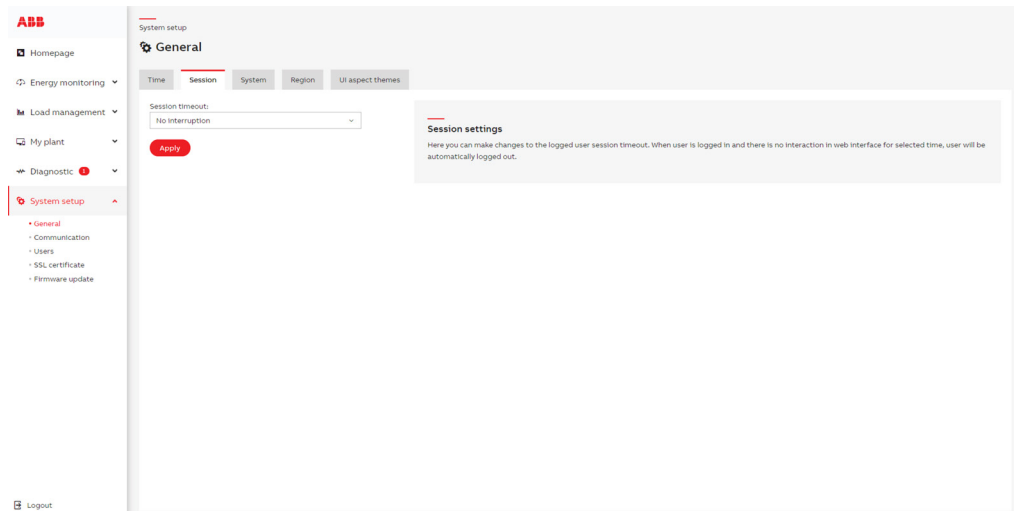 ABB
Homepage
Energy monitoring
Load management
My plant
Diagnostic 1
System setup
General
Communication
Users
SSL certificate
Firmware update
Logout
System setup
General
Time Session System Region UI aspect themes
Session timeout:
No interruption
Apply
Session settings
Here you can make changes to the logged user session timeout. When user is logged in and there is no interaction in web interface for selected time, user will be
automatically logged out.